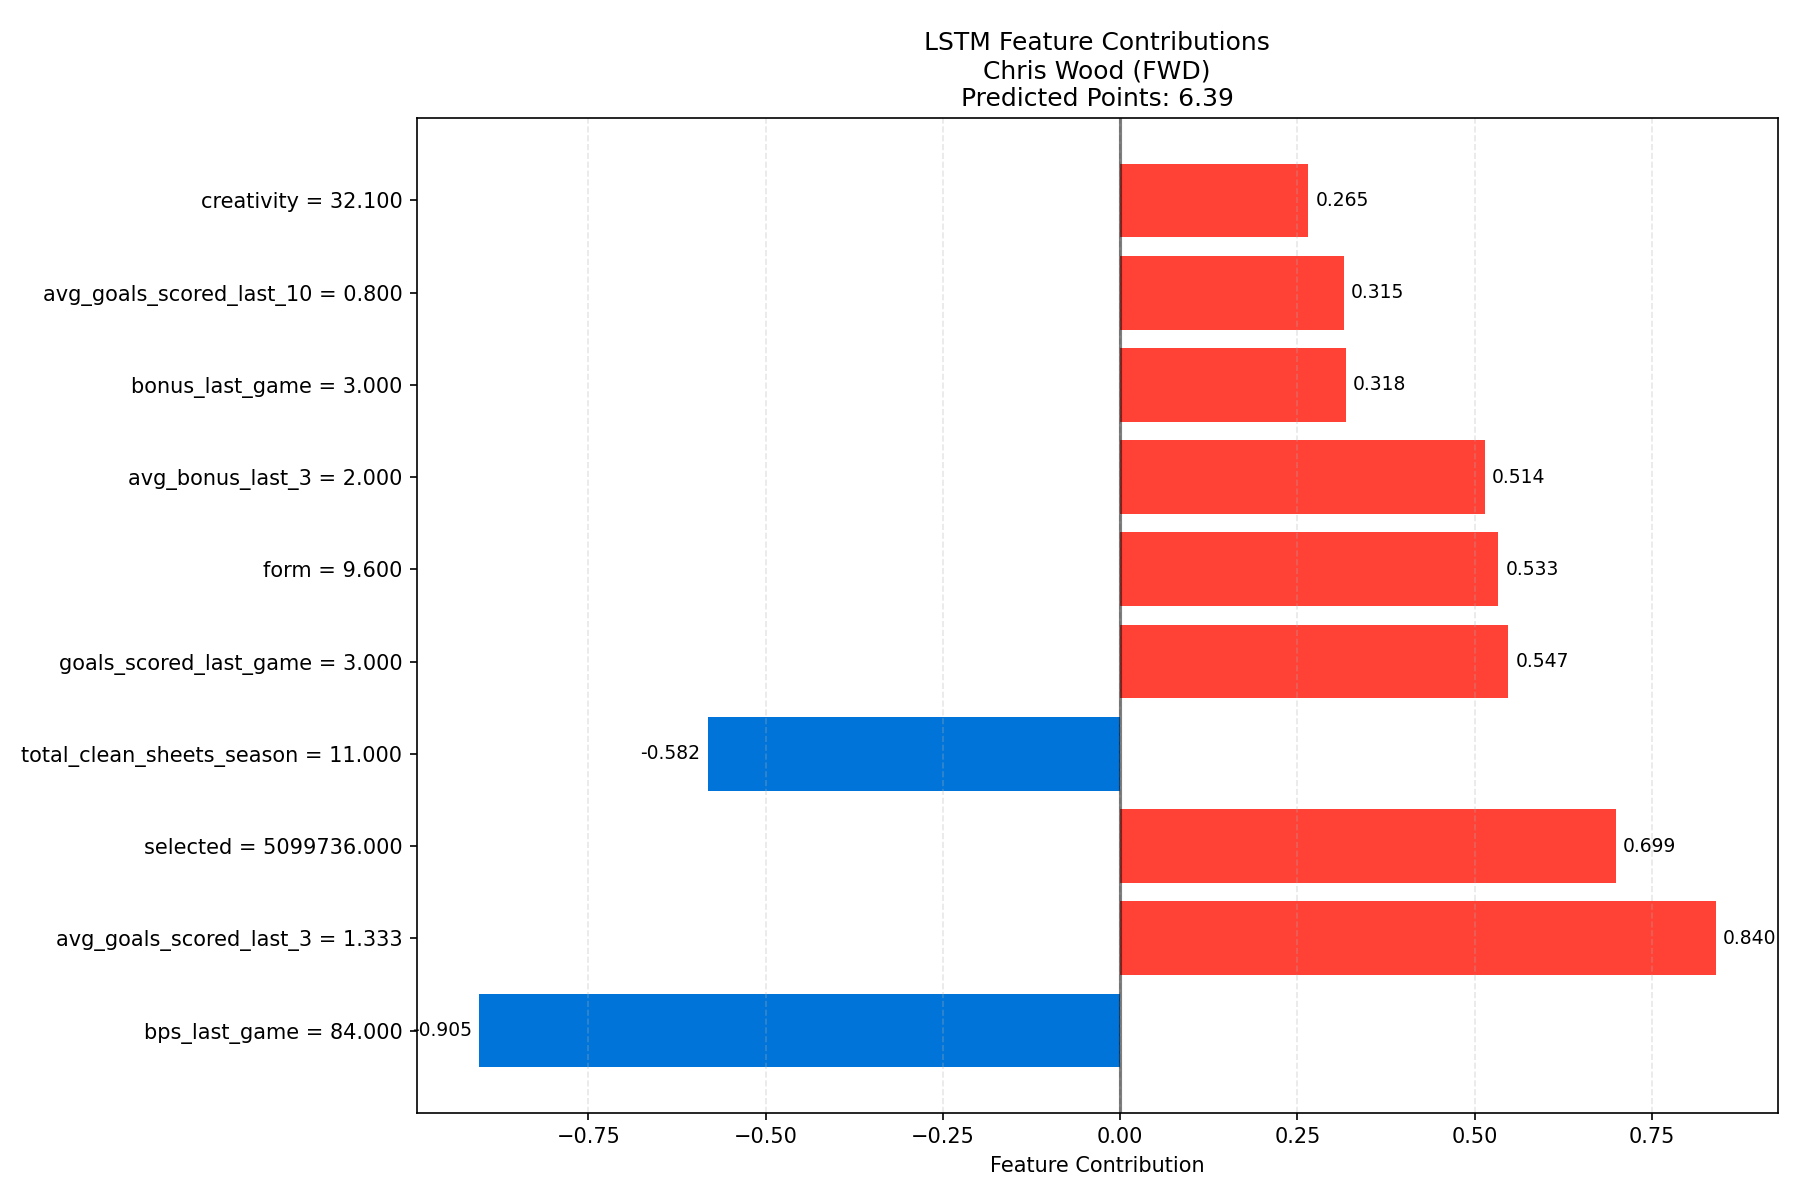 LSTM Feature Contributions
Chris Wood (FWD)
Predicted Points: 6.39
creativity = 32.100
0.265
avg_goals_scored_last_10 = 0.800
0.315
bonus_last_game = 3.000
0.318
avg_bonus_last_3 = 2.000
0.514
form = 9.600
0.533
goals_scored_last_game = 3.000
0.547
total_clean_sheets_season = 11.000
-0.582
selected = 5099736.000
0.699
avg_goals_scored_last_3 = 1.333
0.840
bps_last_game = 84.000
-0.905
−0.75 −0.50 −0.25 0.00 0.25 0.50 0.75
Feature Contribution